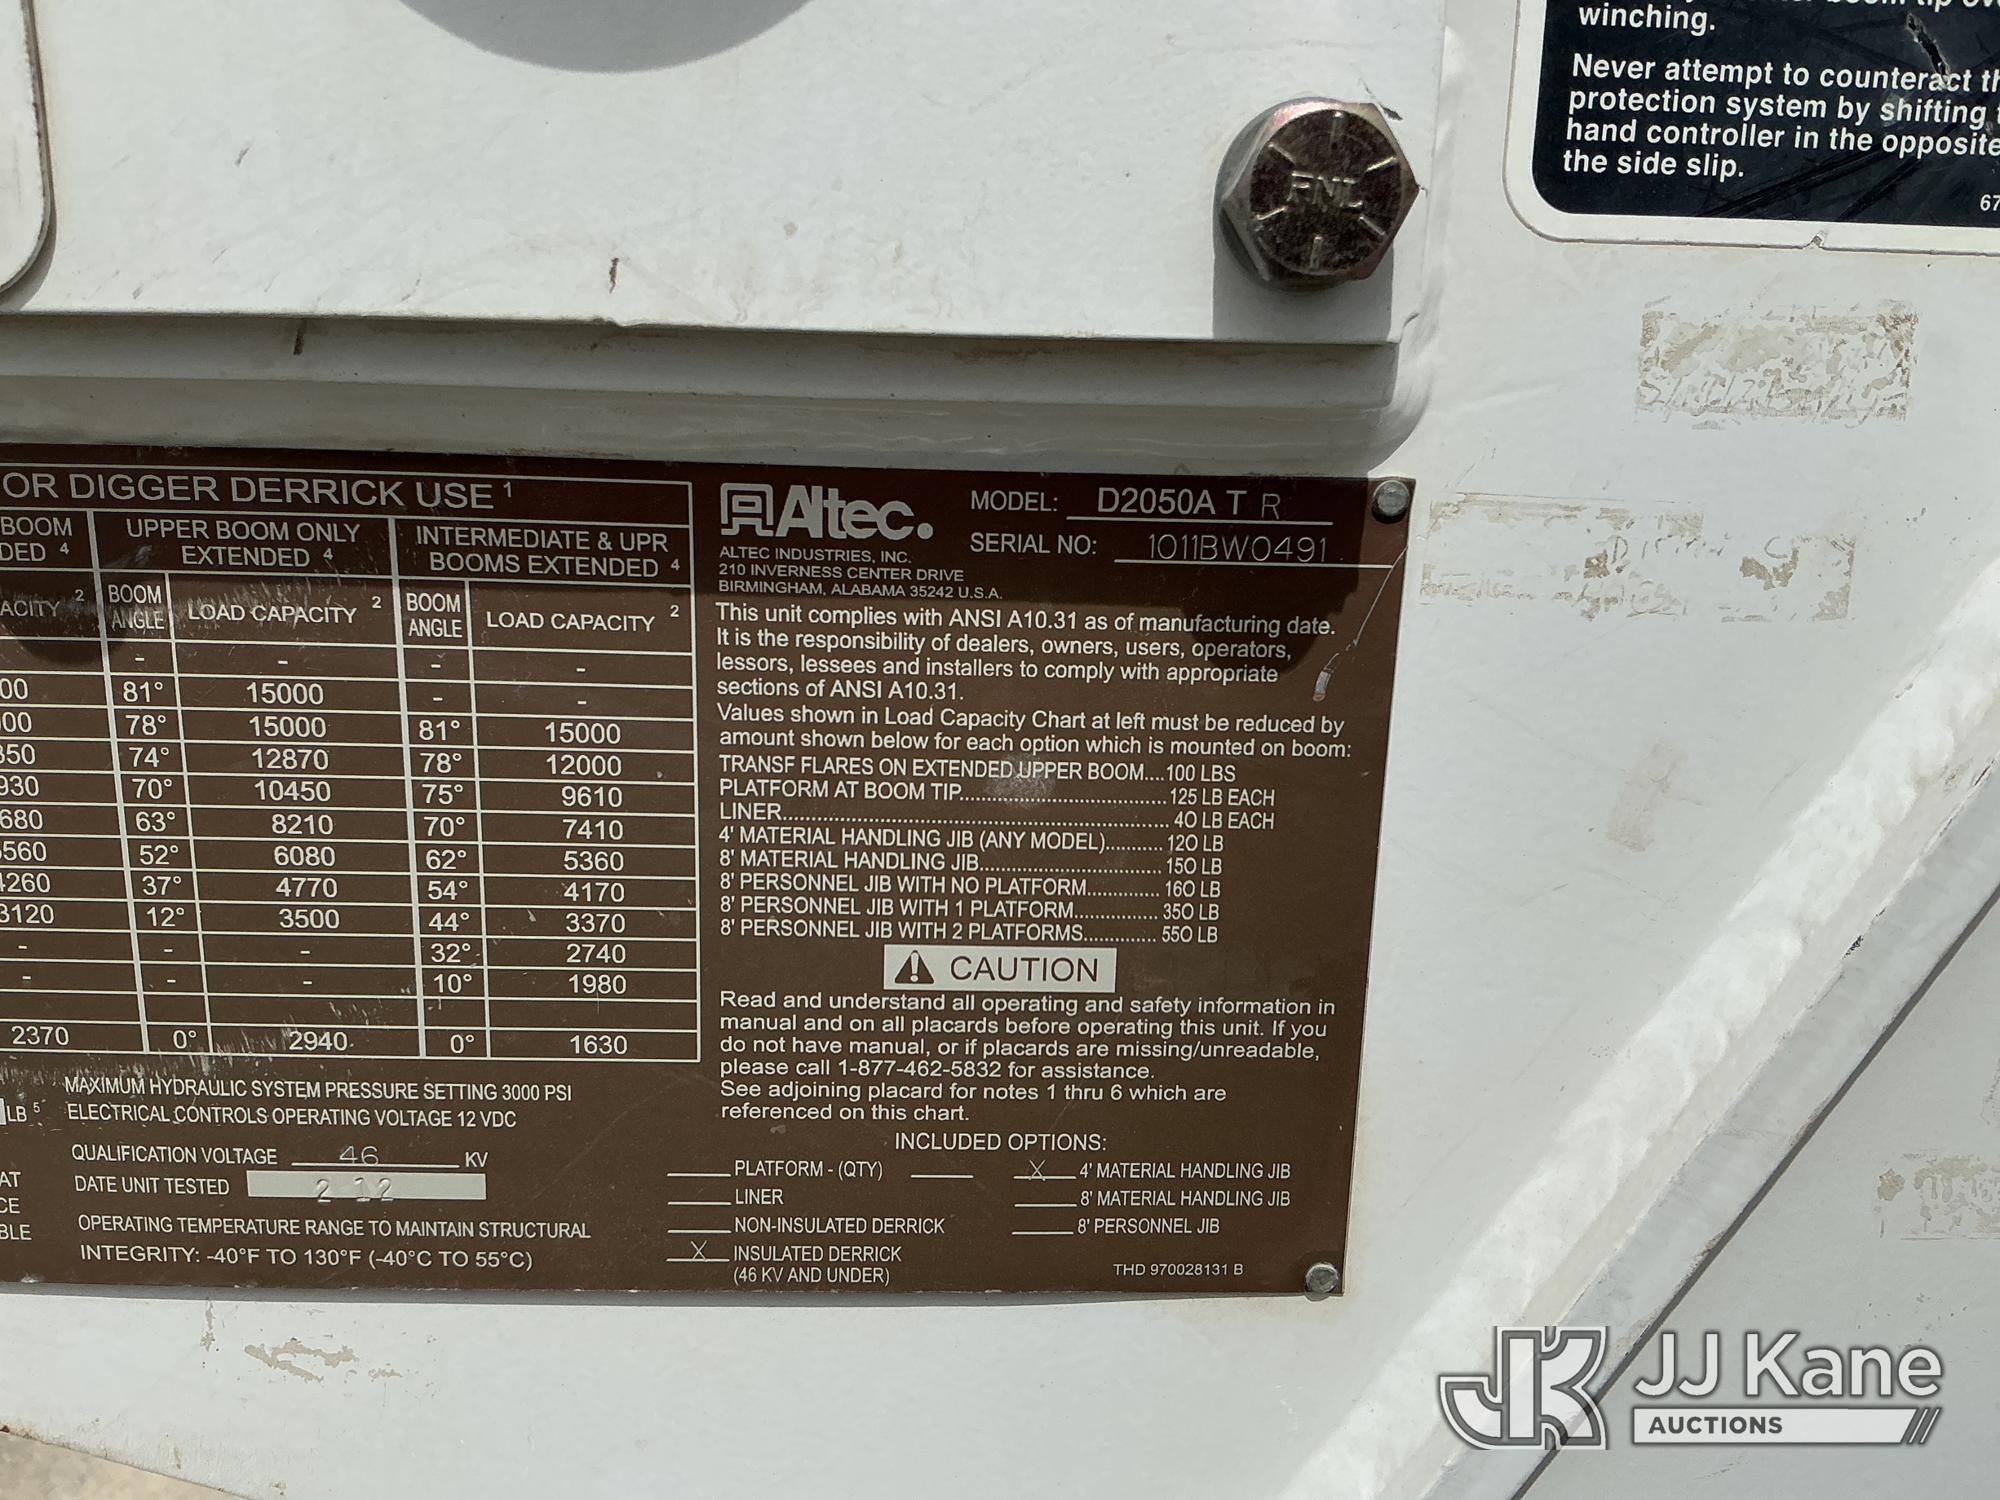 winching.
Never attempt to counteract
protection system by shifting
hand controller in the opposite
the side slip.
67
RNL
OR DIGGER DERRICK USE 1
BOOM UPPER BOOM ONLY INTERMEDIATE & UPR
DED 4 EXTENDED 4 BOOMS EXTENDED 4
ACITY 2 BOOM ANGLE LOAD CAPACITY 2 BOOM ANGLE LOAD CAPACITY 2
- - - -
00 81° 15000 - -
00 78° 15000 81° 15000
350 74° 12870 78° 12000
930 70° 10450 75° 9610
680 63° 8210 70° 7410
560 52° 6080 62° 5360
4260 37° 4770 54° 4170
3120 12° 3500 44° 3370
- - - 32° 2740
- - - 10° 1980
2370 0° 2940 0° 1630
MAXIMUM HYDRAULIC SYSTEM PRESSURE SETTING 3000 PSI
LB 5 ELECTRICAL CONTROLS OPERATING VOLTAGE 12 VDC
QUALIFICATION VOLTAGE 46 KV
AT DATE UNIT TESTED 2 12
CE
OPERATING TEMPERATURE RANGE TO MAINTAIN STRUCTURAL
BLE INTEGRITY: -40°F TO 130°F (-40°C TO 55°C)
Altec.
MODEL: D2050A T R
SERIAL NO: 1011BW0491
ALTEC INDUSTRIES, INC.
210 INVERNESS CENTER DRIVE
BIRMINGHAM, ALABAMA 35242 U.S.A.
This unit complies with ANSI A10.31 as of manufacturing date.
It is the responsibility of dealers, owners, users, operators,
lessors, lessees and installers to comply with appropriate
sections of ANSI A10.31.
Values shown in Load Capacity Chart at left must be reduced by
amount shown below for each option which is mounted on boom:
TRANSF FLARES ON EXTENDED UPPER BOOM....100 LBS
PLATFORM AT BOOM TIP........125 LB EACH
LINER........40 LB EACH
4' MATERIAL HANDLING JIB (ANY MODEL)...........120 LB
8' MATERIAL HANDLING JIB........150 LB
8' PERSONNEL JIB WITH NO PLATFORM..............160 LB
8' PERSONNEL JIB WITH 1 PLATFORM................350 LB
8' PERSONNEL JIB WITH 2 PLATFORMS..............550 LB
CAUTION
Read and understand all operating and safety information in
manual and on all placards before operating this unit. If you
do not have manual, or if placards are missing/unreadable,
please call 1-877-462-5832 for assistance.
See adjoining placard for notes 1 thru 6 which are
referenced on this chart.
INCLUDED OPTIONS:
PLATFORM - (QTY) X 4' MATERIAL HANDLING JIB
LINER 8' MATERIAL HANDLING JIB
NON-INSULATED DERRICK 8' PERSONNEL JIB
X INSULATED DERRICK
(46 KV AND UNDER) THD 970028131 B
JK JJ Kane
AUCTIONS